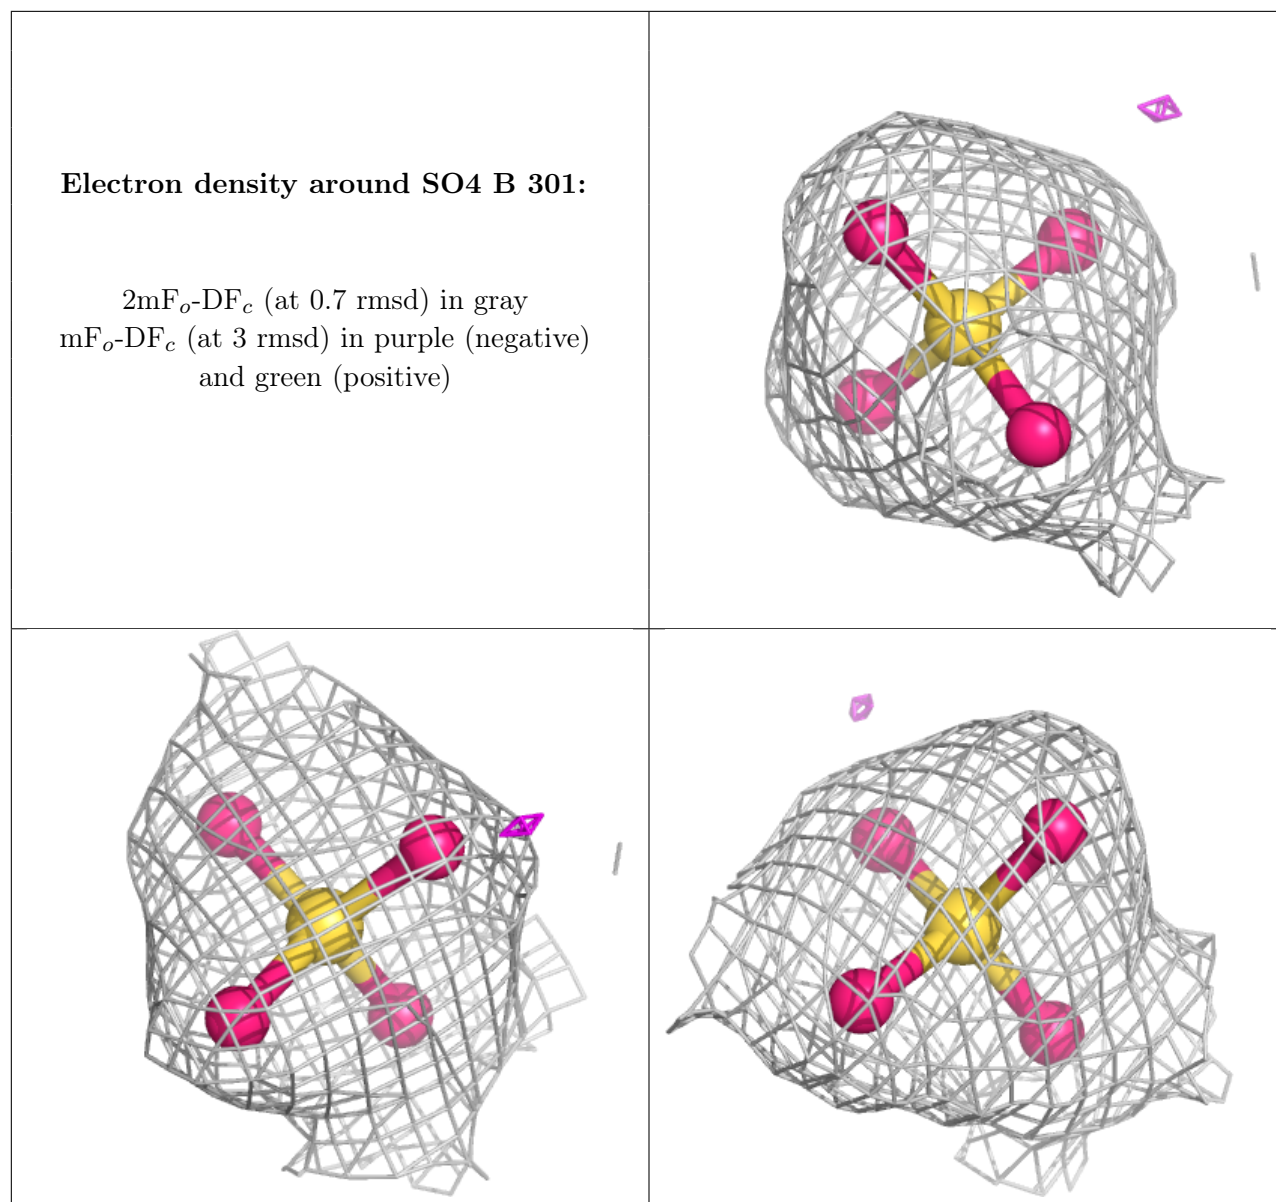 Electron density around SO4 B 301:
2mFo-DFc (at 0.7 rmsd) in gray
mFo-DFc (at 3 rmsd) in purple (negative)
and green (positive)